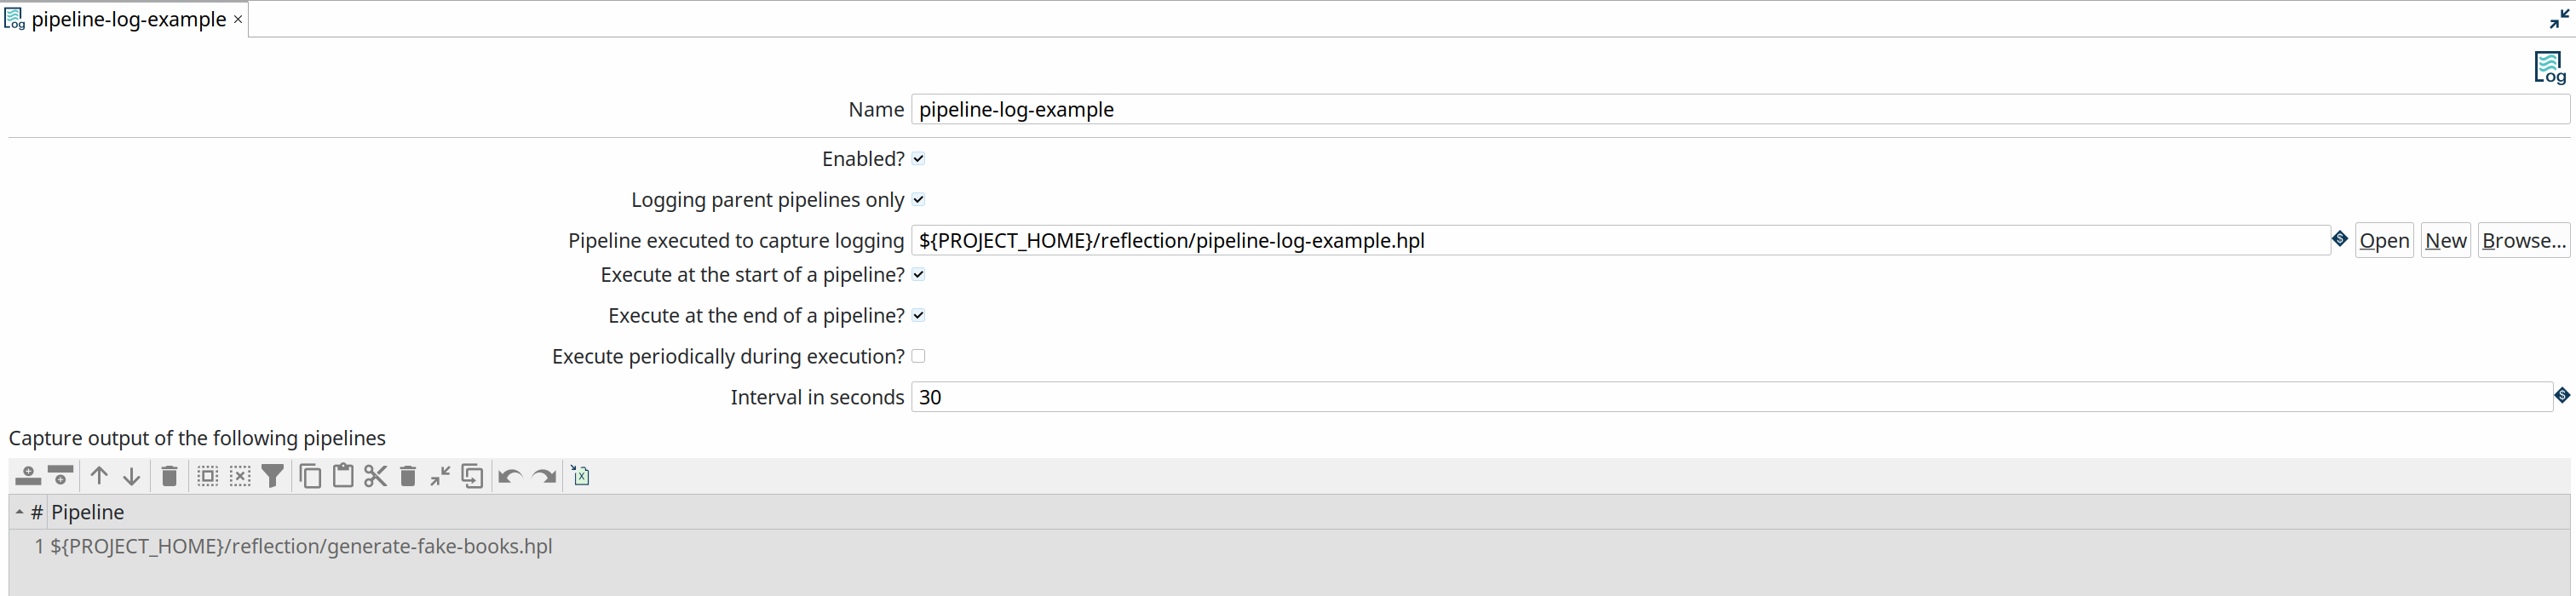 Log pipeline-log-example ×
Log
Name pipeline-log-example
Enabled?
Logging parent pipelines only
Pipeline executed to capture logging ${PROJECT_HOME}/reflection/pipeline-log-example.hpl Open New Browse...
Execute at the start of a pipeline?
Execute at the end of a pipeline?
Execute periodically during execution?
Interval in seconds 30
Capture output of the following pipelines
# Pipeline
1 ${PROJECT_HOME}/reflection/generate-fake-books.hpl